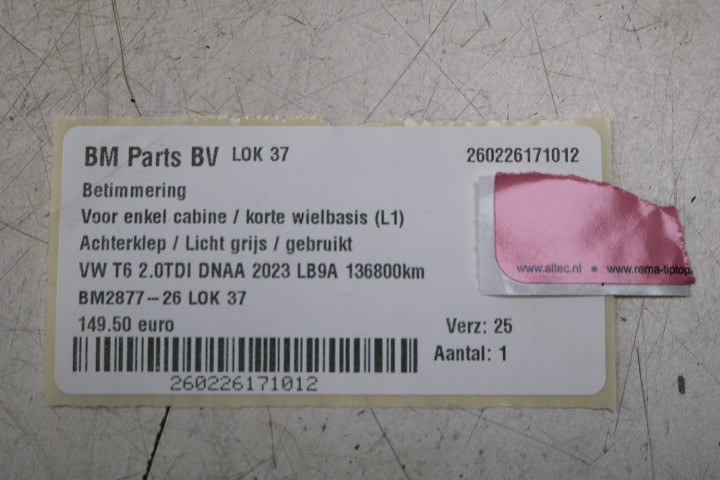 BM Parts BV LOK 37 260226171012
Betimmering
Voor enkel cabine / korte wielbasis (L1)
Achterklep / Licht grijs / gebruikt
www.altec.nl • www.rema-tiptop.
VW T6 2.0TDI DNAA 2023 LB9A 136800km
BM2877-26 LOK 37
149.50 euro Verz: 25
Aantal: 1
260226171012